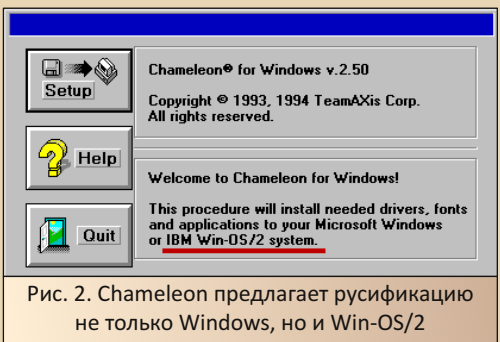 Setup
Help
Quit
Chameleon® for Windows v.2.50
Copyright © 1993, 1994 TeamAXis Corp.
All rights reserved.
Welcome to Chameleon for Windows!
This procedure will install needed drivers, fonts
and applications to your Microsoft Windows
or IBM Win-OS/2 system.
Рис. 2. Chameleon предлагает русификацию
не только Windows, но и Win-OS/2